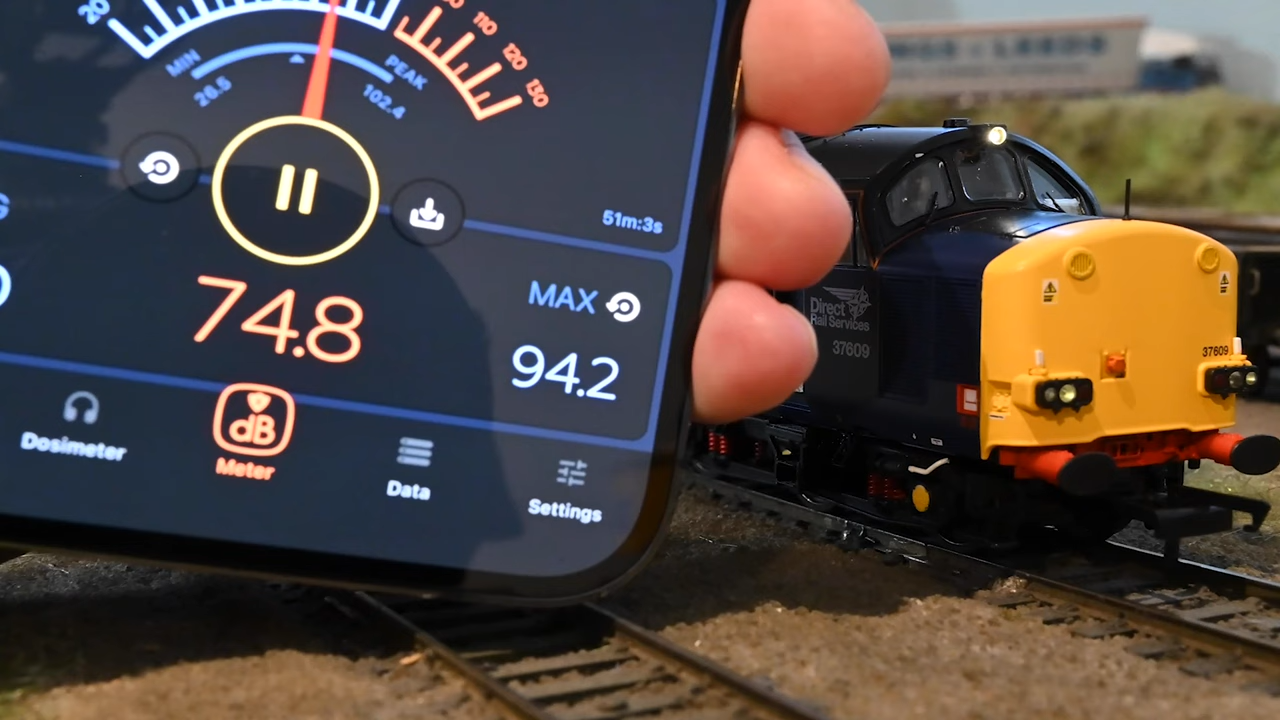 20
110
120
130
MIN
PEAK
26.5
102.4
51m:3s
MAX
74.8
94.2
Dosimeter
dB
Meter
Data
Settings
Direct
Rail Services
37609
37609